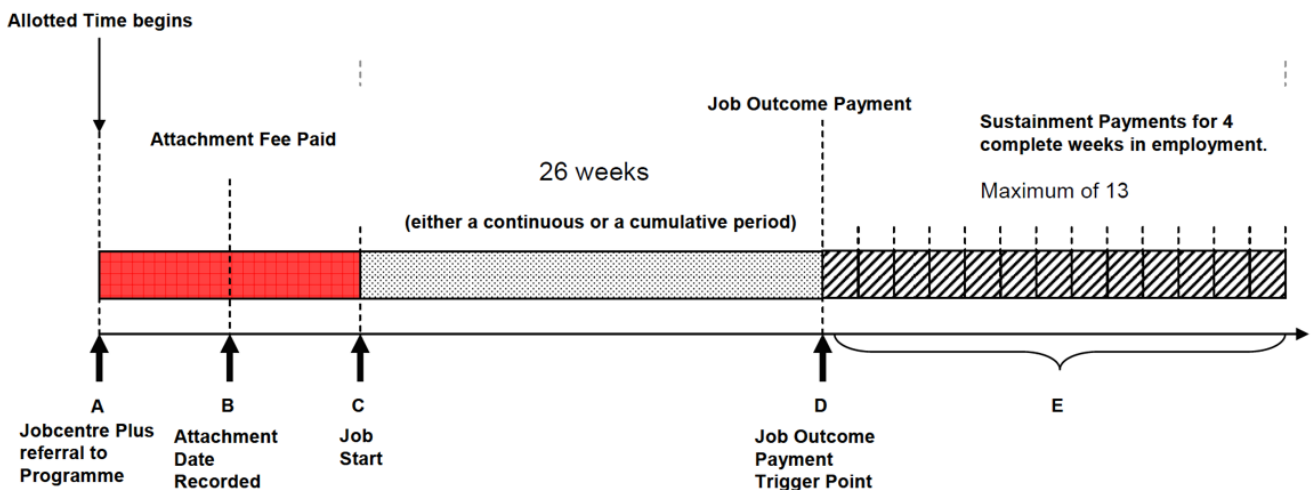 Allotted Time begins
Attachment Fee Paid
26 weeks
(either a continuous or a cumulative period)
Job Outcome Payment
Sustainment Payments for 4
complete weeks in employment.
Maximum of 13
A
Jobcentre Plus
referral to
Programme
B
Attachment
Date
Recorded
C
Job
Start
D
Job Outcome
Payment
Trigger Point
E